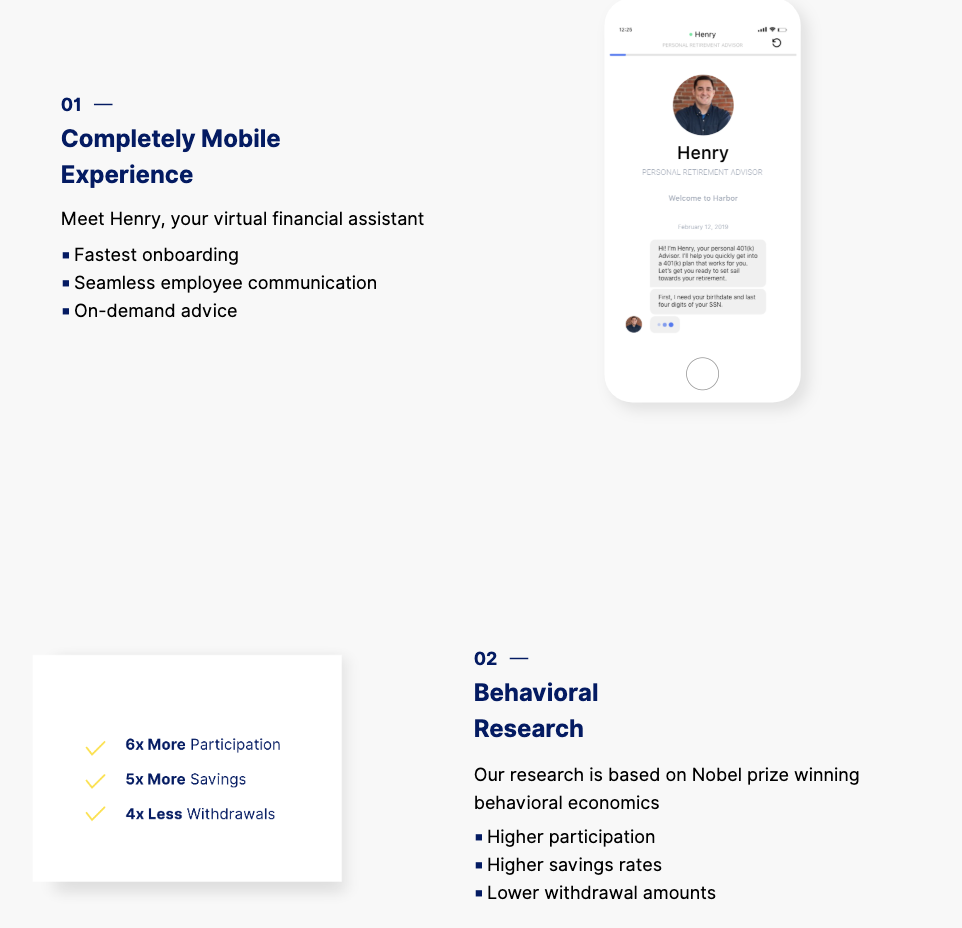 01 —
Completely Mobile
Experience
Meet Henry, your virtual financial assistant
Fastest onboarding
Seamless employee communication
On-demand advice
12:25
Henry
PERSONAL RETIREMENT ADVISOR
Henry
PERSONAL RETIREMENT ADVISOR
Welcome to Harbor
February 12, 2019
Hi! I'm Henry, your personal 401(k)
Advisor. I'll help you quickly get into
a 401(k) plan that works for you.
Let's get you ready to set sail
towards your retirement.
First, I need your birthdate and last
four digits of your SSN.
6x More Participation
5x More Savings
4x Less Withdrawals
02 —
Behavioral
Research
Our research is based on Nobel prize winning
behavioral economics
Higher participation
Higher savings rates
Lower withdrawal amounts